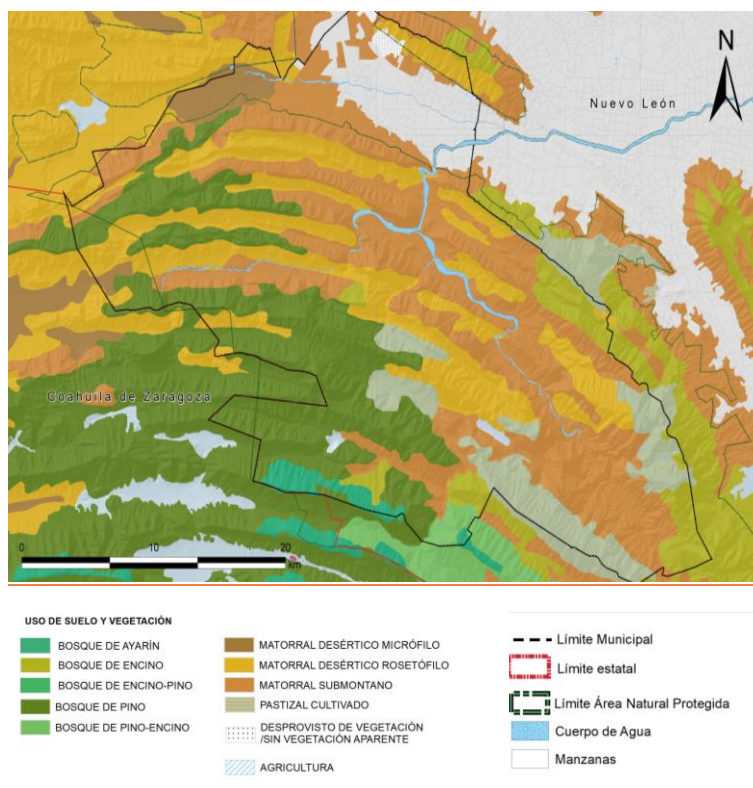 N
Nuevo León
Coahuila de Zaragoza
0 10 20
km
USO DE SUELO Y VEGETACIÓN
BOSQUE DE AYARÍN
BOSQUE DE ENCINO
BOSQUE DE ENCINO-PINO
BOSQUE DE PINO
BOSQUE DE PINO-ENCINO
MATORRAL DESÉRTICO MICRÓFILO
MATORRAL DESÉRTICO ROSETÓFILO
MATORRAL SUBMONTANO
PASTIZAL CULTIVADO
DESPROVISTO DE VEGETACIÓN
/SIN VEGETACIÓN APARENTE
AGRICULTURA
Límite Municipal
Límite estatal
Límite Área Natural Protegida
Cuerpo de Agua
Manzanas